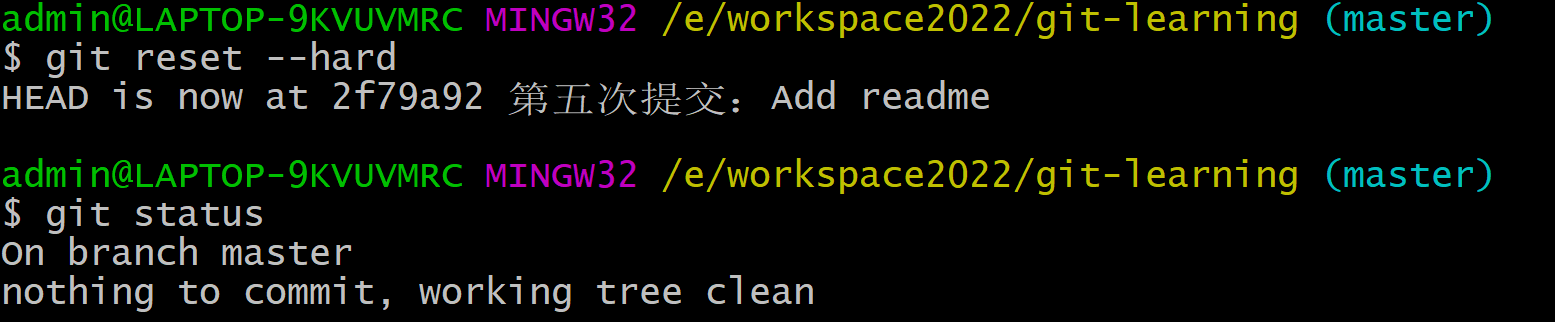 admin@LAPTOP-9KVUVMRC MINGW32 /e/workspace2022/git-learning (master)
$ git reset --hard
HEAD is now at 2f79a92 第五次提交：Add readme
admin@LAPTOP-9KVUVMRC MINGW32 /e/workspace2022/git-learning (master)
$ git status
On branch master
nothing to commit, working tree clean